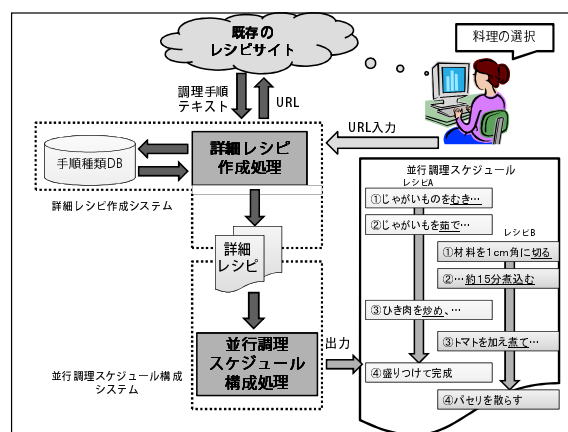 既存の
レシピサイト
料理の選択
調理手順
テキスト
URL
URL入力
手順種類DB
詳細レシピ
作成処理
詳細レシピ作成システム
詳細
レシピ
並行調理
スケジュール
構成処理
並行調理スケジュール構成
システム
出力
並行調理スケジュール
レシピA
①じゃがいものをむき…
②じゃがいもを茹で…
レシピB
①材料を1cm角に切る
②…約15分煮込む
③ひき肉を炒め、…
③トマトを加え煮て…
④盛りつけて完成
④パセリを散らす